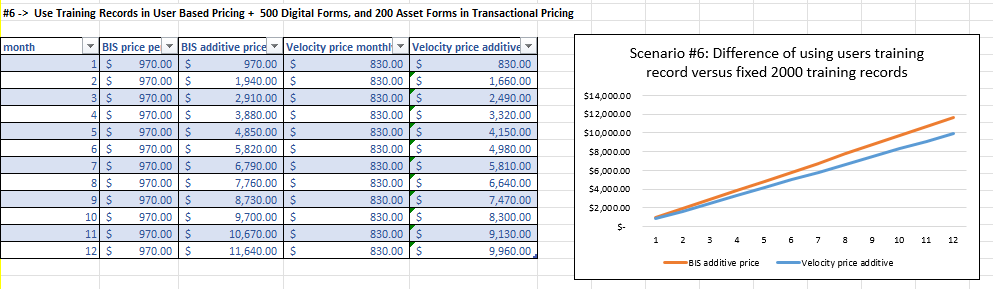 #6 -> Use Training Records in User Based Pricing + 500 Digital Forms, and 200 Asset Forms in Transactional Pricing
month BIS price pe BIS additive price Velocity price monthl Velocity price additive
1 $ 970.00 $ 970.00 $ 830.00 $ 830.00
2 $ 970.00 $ 1,940.00 $ 830.00 $ 1,660.00
3 $ 970.00 $ 2,910.00 $ 830.00 $ 2,490.00
4 $ 970.00 $ 3,880.00 $ 830.00 $ 3,320.00
5 $ 970.00 $ 4,850.00 $ 830.00 $ 4,150.00
6 $ 970.00 $ 5,820.00 $ 830.00 $ 4,980.00
7 $ 970.00 $ 6,790.00 $ 830.00 $ 5,810.00
8 $ 970.00 $ 7,760.00 $ 830.00 $ 6,640.00
9 $ 970.00 $ 8,730.00 $ 830.00 $ 7,470.00
10 $ 970.00 $ 9,700.00 $ 830.00 $ 8,300.00
11 $ 970.00 $ 10,670.00 $ 830.00 $ 9,130.00
12 $ 970.00 $ 11,640.00 $ 830.00 $ 9,960.00
Scenario #6: Difference of using users training
record versus fixed 2000 training records
$14,000.00
$12,000.00
$10,000.00
$8,000.00
$6,000.00
$4,000.00
$2,000.00
$-
1 2 3 4 5 6 7 8 9 10 11 12
BIS additive price Velocity price additive